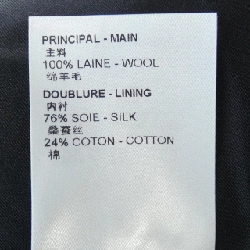 PRINCIPAL - MAIN
主料
100% LAINE - WOOL
绵羊毛
DOUBLURE - LINING
内衬
76% SOIE - SILK
桑蚕丝
24% COTON - COTTON
棉